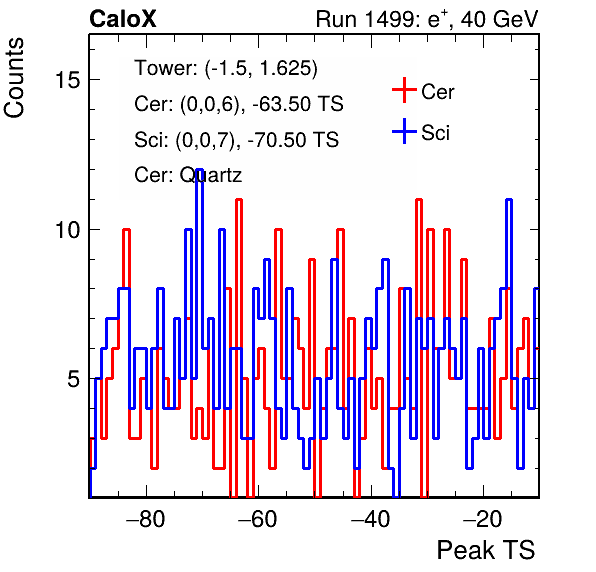 CaloX Run 1499: e⁺, 40 GeV
Counts
Tower: (-1.5, 1.625)
Cer: (0,0,6), -63.50 TS
Sci: (0,0,7), -70.50 TS
Cer: Quartz
Cer
Sci
15
10
5
−80 −60 −40 −20
Peak TS